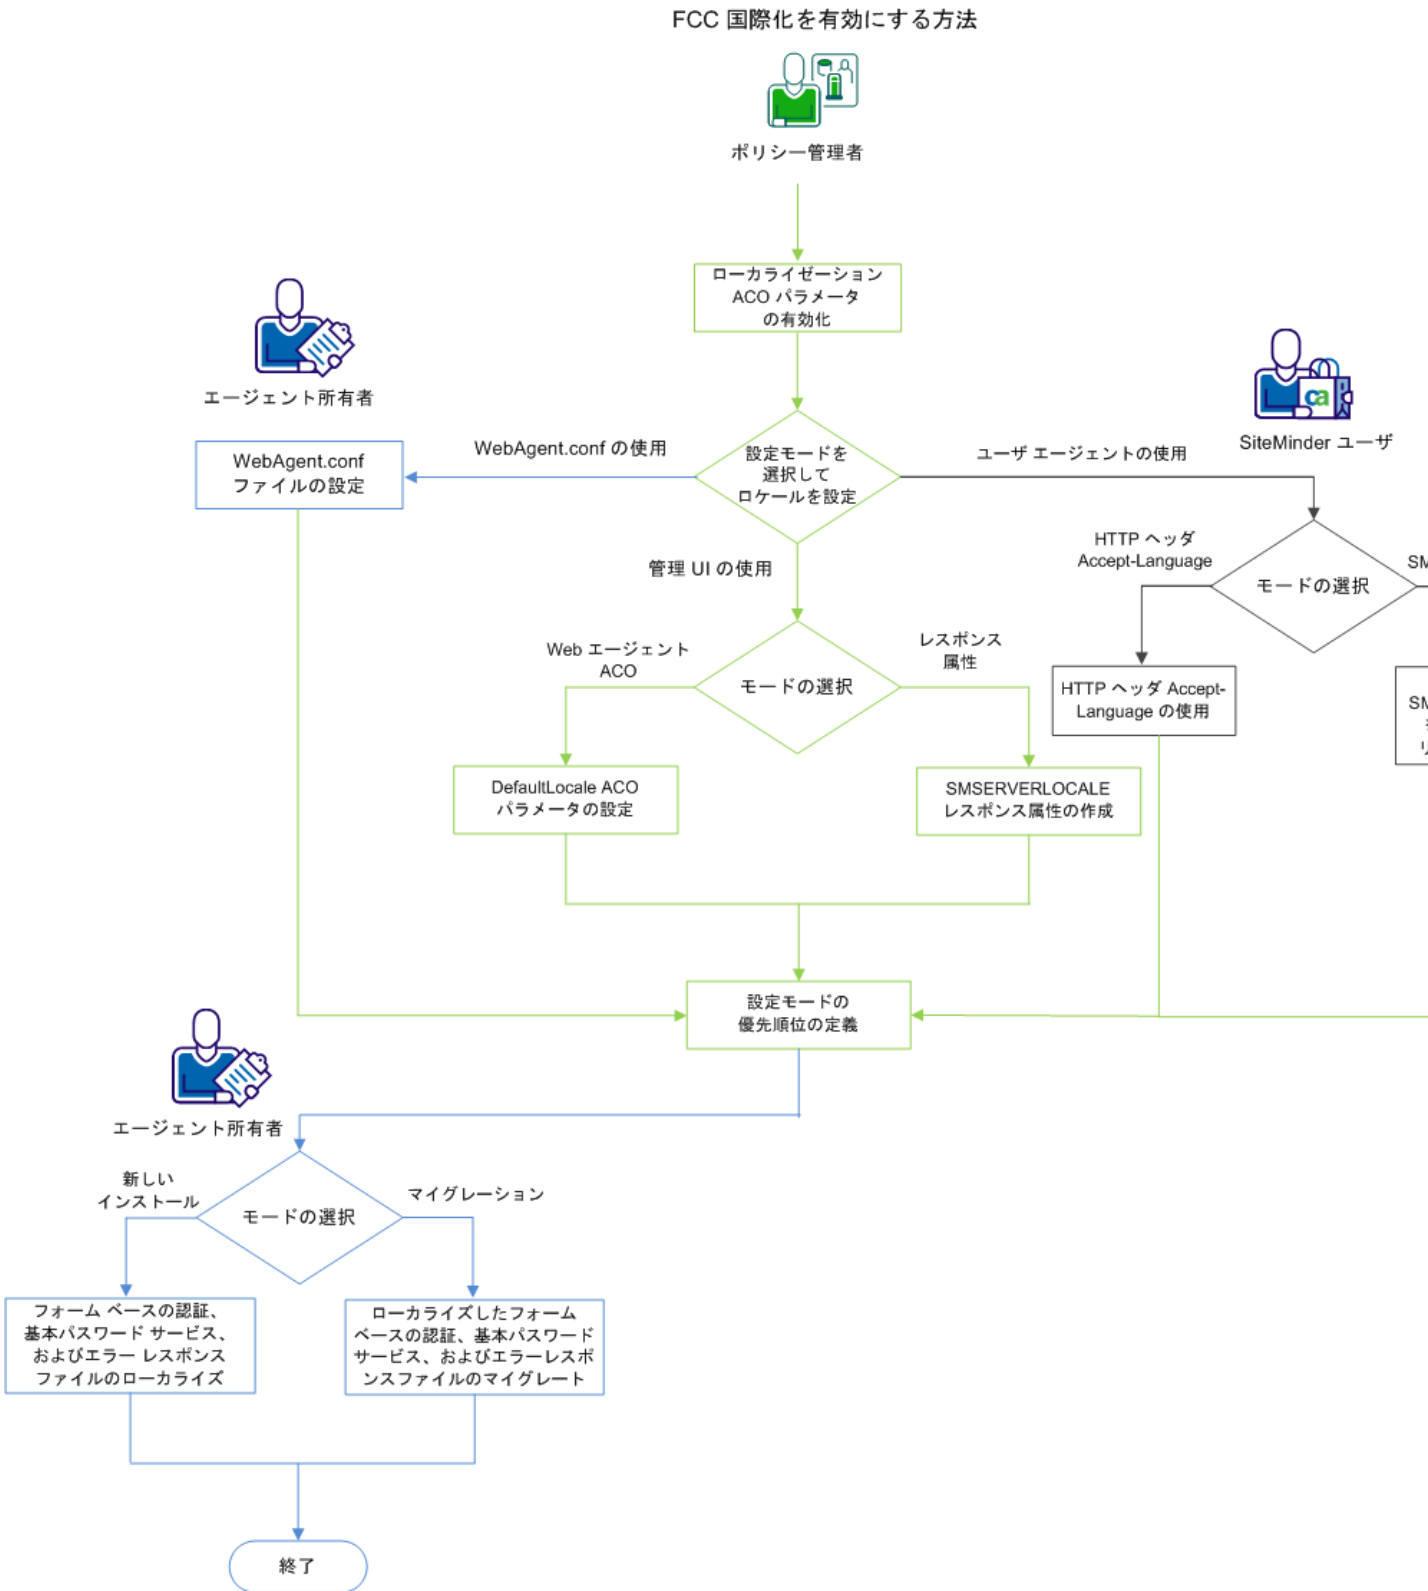 FCC 国際化を有効にする方法
ポリシー管理者
ローカライゼーション
ACO パラメータ
の有効化
エージェント所有者
ca
SiteMinder ユーザ
WebAgent.conf の使用
ユーザ エージェントの使用
WebAgent.conf
ファイルの設定
設定モードを
選択して
ロケールを設定
HTTP ヘッダ
Accept-Language
SM
管理 UI の使用
モードの選択
Web エージェント
ACO
レスポンス
属性
モードの選択
HTTP ヘッダ Accept-
Language の使用
SM
DefaultLocale ACO
パラメータの設定
SMSERVERLOCALE
レスポンス属性の作成
設定モードの
優先順位の定義
エージェント所有者
新しい
インストール
マイグレーション
モードの選択
フォーム ベースの認証、
基本パスワード サービス、
およびエラー レスポンス
ファイルのローカライズ
ローカライズしたフォーム
ベースの認証、基本パスワード
サービス、およびエラーレスポ
ンスファイルのマイグレート
終了